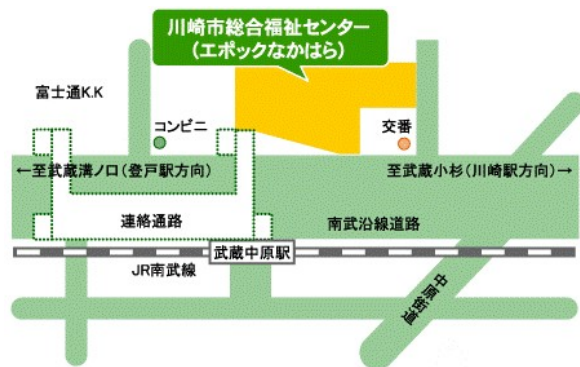 川崎市総合福祉センター
(エポックなかはら)
富士通K.K
コンビニ
交番
←至武蔵溝ノ口(登戸駅方向)
至武蔵小杉(川崎駅方向)→
連絡通路
南武沿線道路
武蔵中原駅
JR南武線
中原街道